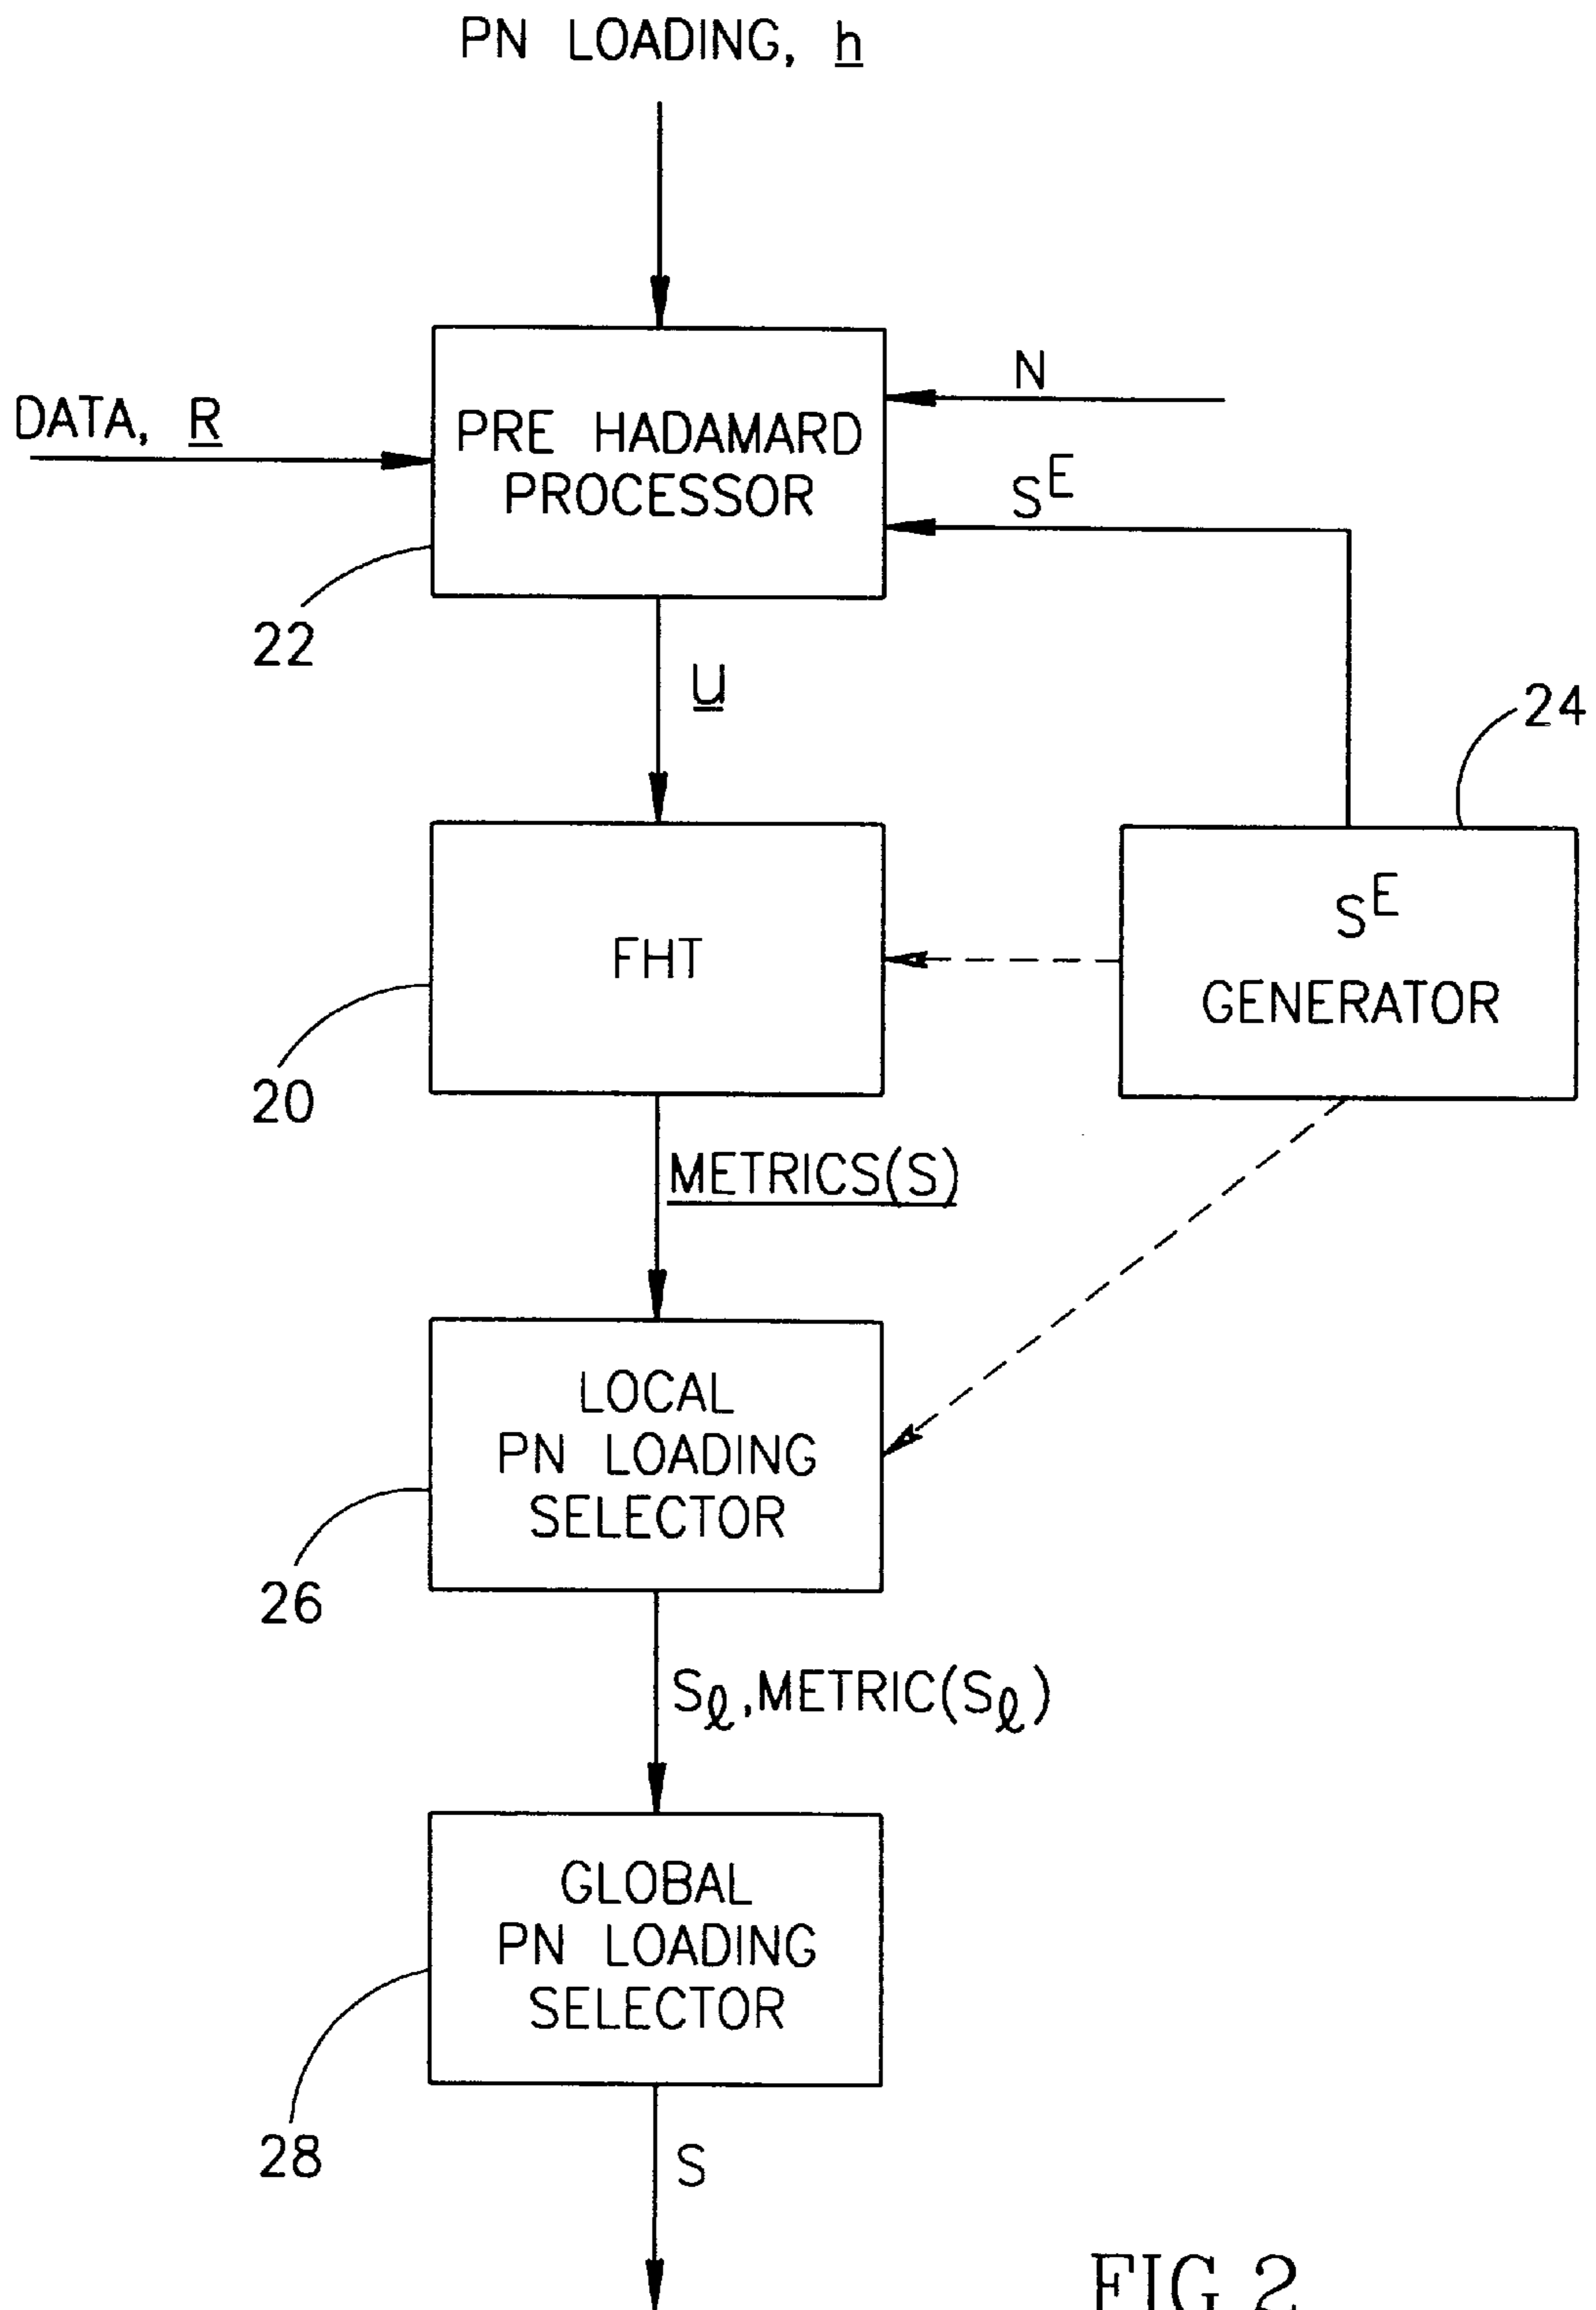 PN LOADING, h
N
DATA, R
PRE HADAMARD
PROCESSOR
S^E
22
u
24
S^E
GENERATOR
FHT
20
METRICS(S)
LOCAL
PN LOADING
SELECTOR
26
Sℓ,METRIC(Sℓ)
GLOBAL
PN LOADING
SELECTOR
28
S
FIG.2